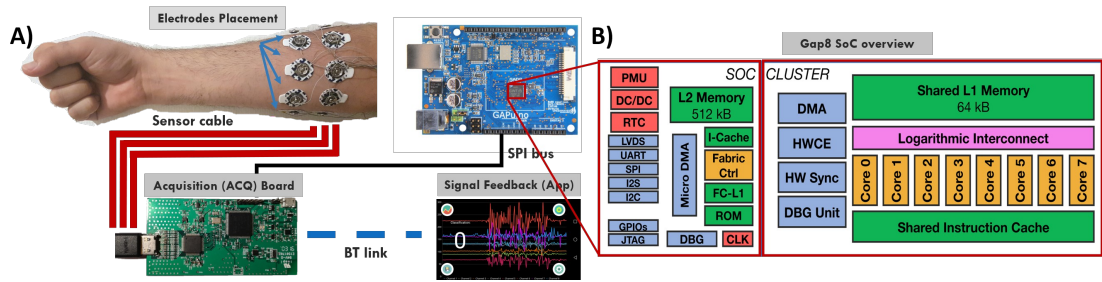 A)
Electrodes Placement
Sensor cable
GAPuino
SPI bus
Acquisition (ACQ) Board
Signal Feedback (App)
0
BT link
B)
Gap8 SoC overview
SOC
PMU
DC/DC
RTC
LVDS
UART
SPI
I2S
I2C
GPIOs
JTAG
L2 Memory
512 kB
Micro DMA
I-Cache
Fabric
Ctrl
FC-L1
ROM
DBG
CLK
CLUSTER
DMA
HWCE
HW Sync
DBG Unit
Shared L1 Memory
64 kB
Logarithmic Interconnect
Core 0
Core 1
Core 2
Core 3
Core 4
Core 5
Core 6
Core 7
Shared Instruction Cache